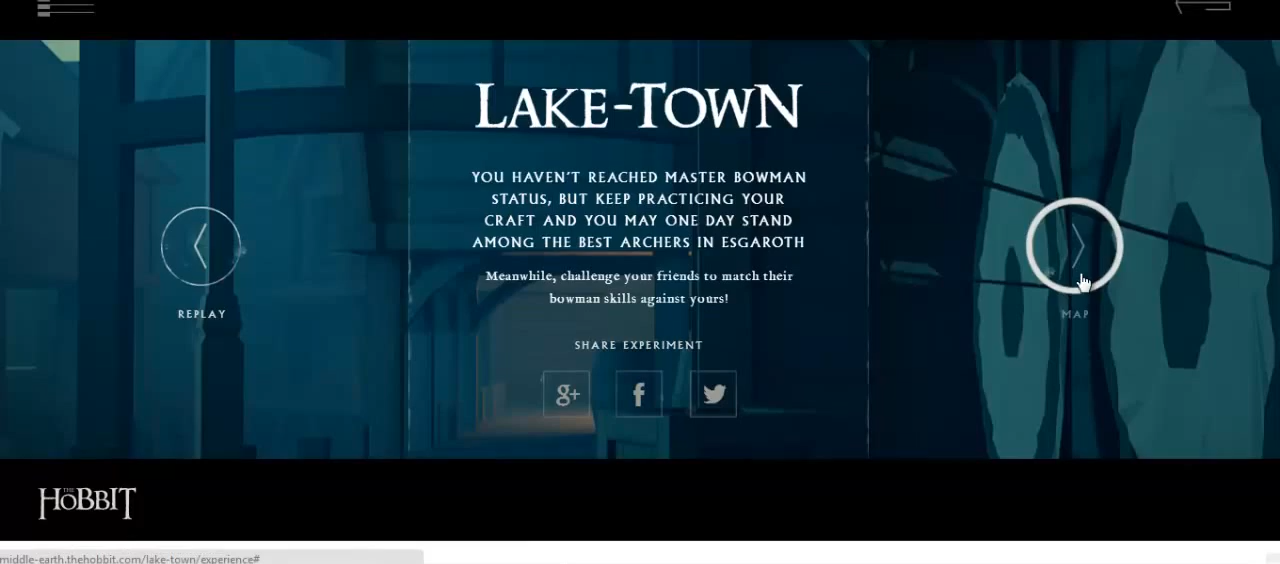 LAKE-TOWN
YOU HAVEN'T REACHED MASTER BOWMAN
STATUS, BUT KEEP PRACTICING YOUR
CRAFT AND YOU MAY ONE DAY STAND
AMONG THE BEST ARCHERS IN ESGAROTH
Meanwhile, challenge your friends to match their
bowman skills against yours!
REPLAY
MAP
SHARE EXPERIMENT
g+ f
THE
HOBBIT
middle-earth.thehobbit.com/lake-town/experience#